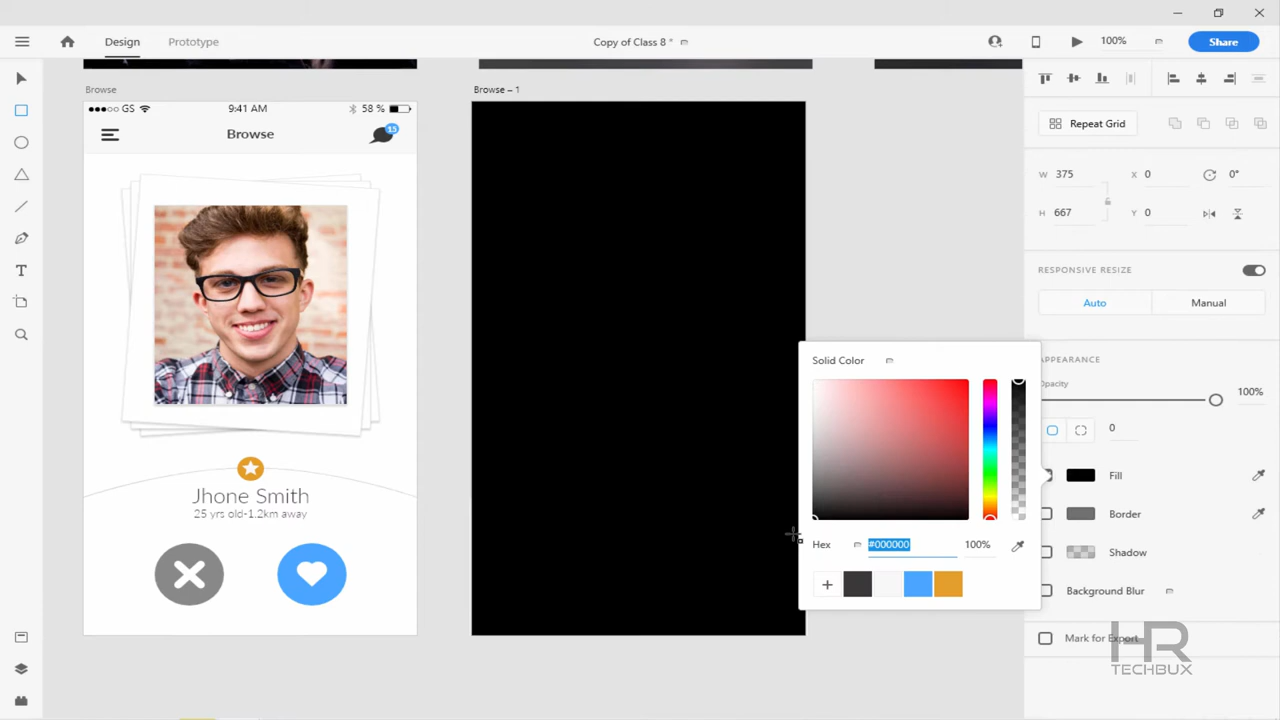 Design
Prototype
Copy of Class 8 *
100%
Share
Browse
Browse – 1
GS
9:41 AM
58 %
Browse
15
Jhone Smith
25 yrs old-1.2km away
Repeat Grid
W 375
X 0
0°
H 667
Y 0
RESPONSIVE RESIZE
Auto
Manual
APPEARANCE
Opacity
100%
0
Fill
Border
Shadow
Background Blur
Mark for Export
Solid Color
Hex
#000000
100%
HR
TECHBUX